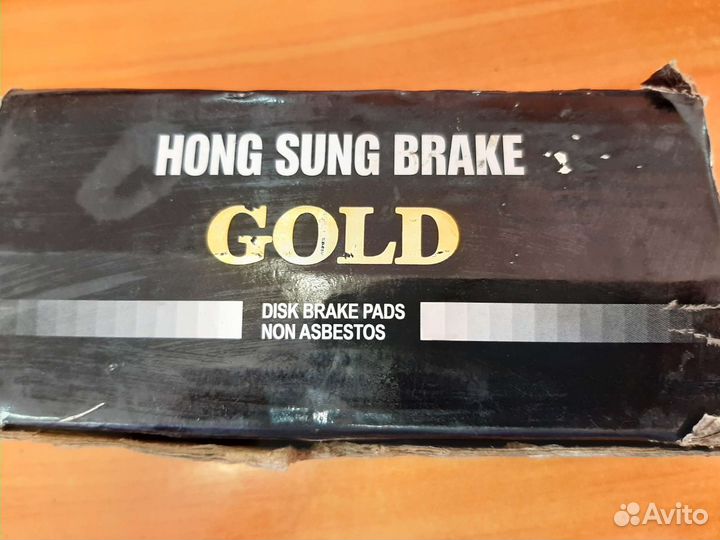 HONG SUNG BRAKE
GOLD
DISK BRAKE PADS
NON ASBESTOS
Avito